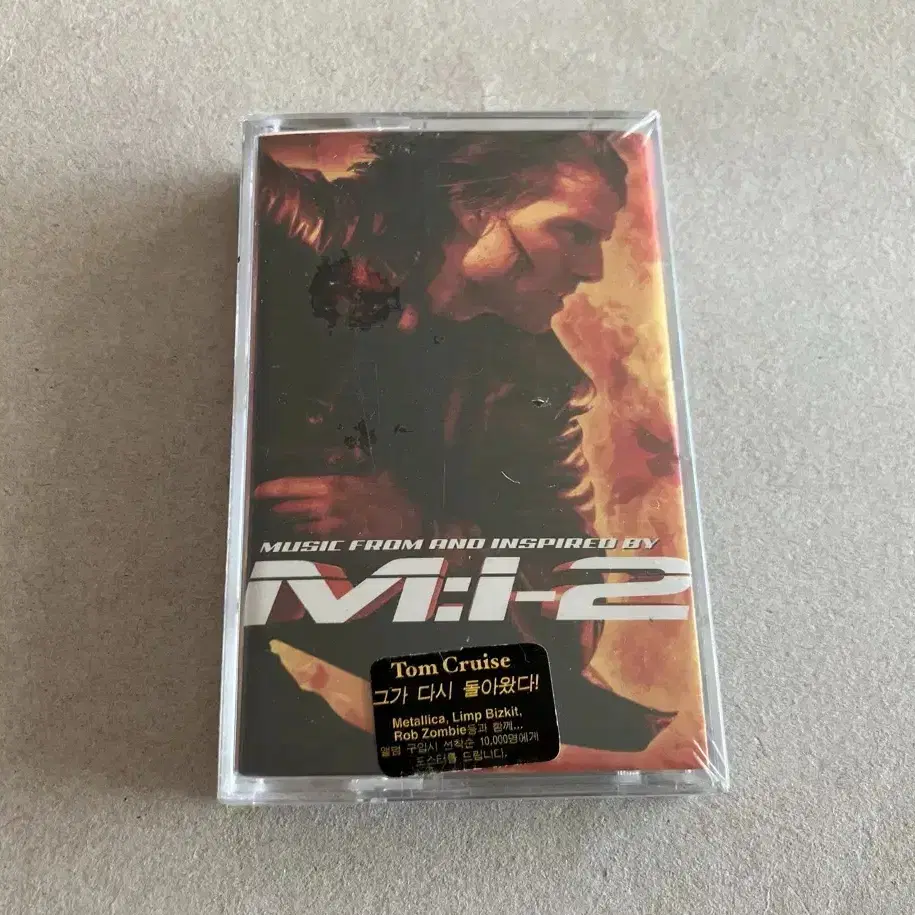 MUSIC FROM AND INSPIRED BY
M:I-2
Tom Cruise
그가 다시 돌아왔다!
Metallica, Limp Bizkit,
Rob Zombie등과 함께...
앨범 구입시 선착순 10,000명에게
포스터를 드립니다.